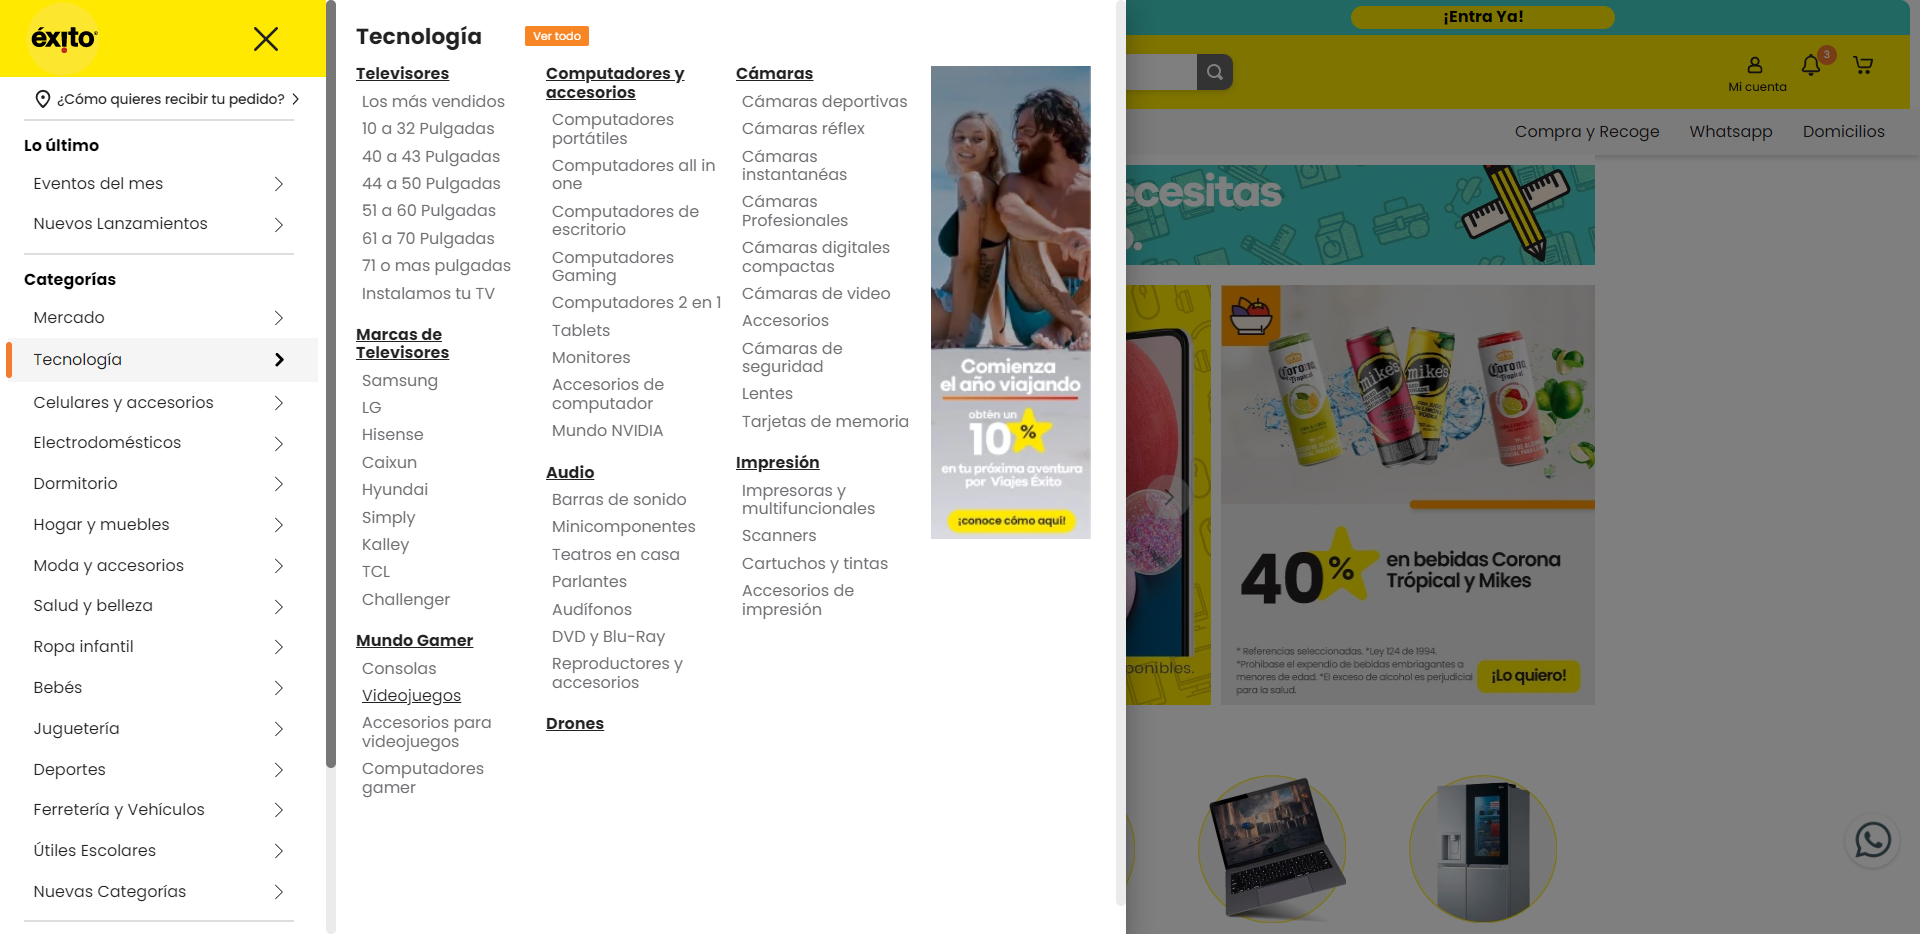 éxito
¿Cómo quieres recibir tu pedido?
Lo último
Eventos del mes
Nuevos Lanzamientos
Categorías
Mercado
Tecnología
Celulares y accesorios
Electrodomésticos
Dormitorio
Hogar y muebles
Moda y accesorios
Salud y belleza
Ropa infantil
Bebés
Juguetería
Deportes
Ferretería y Vehículos
Útiles Escolares
Nuevas Categorías
Tecnología
Ver todo
Televisores
Los más vendidos
10 a 32 Pulgadas
40 a 43 Pulgadas
44 a 50 Pulgadas
51 a 60 Pulgadas
61 a 70 Pulgadas
71 o mas pulgadas
Instalamos tu TV
Marcas de
Televisores
Samsung
LG
Hisense
Caixun
Hyundai
Simply
Kalley
TCL
Challenger
Mundo Gamer
Consolas
Videojuegos
Accesorios para
videojuegos
Computadores
gamer
Computadores y
accesorios
Computadores
portátiles
Computadores all in
one
Computadores de
escritorio
Computadores
Gaming
Computadores 2 en 1
Tablets
Monitores
Accesorios de
computador
Mundo NVIDIA
Audio
Barras de sonido
Minicomponentes
Teatros en casa
Parlantes
Audífonos
DVD y Blu-Ray
Reproductores y
accesorios
Drones
Cámaras
Cámaras deportivas
Cámaras réflex
Cámaras
instantanéas
Cámaras
Profesionales
Cámaras digitales
compactas
Cámaras de video
Accesorios
Cámaras de
seguridad
Lentes
Tarjetas de memoria
Impresión
Impresoras y
multifuncionales
Scanners
Cartuchos y tintas
Accesorios de
impresión
Comienza
el año viajando
obtén un
10%
en tu próxima aventura
por Viajes Éxito
¡conoce cómo aquí!
¡Entra Ya!
3
Mi cuenta
Compra y Recoge
Whatsapp
Domicilios
ecesitas
o.
ponibles.
Corona
Tropical
mike's
mike's
Corona
Tropical
40%
en bebidas Corona
Trópical y Mikes
* Referencias seleccionadas. *Ley 124 de 1994.
*Prohíbase el expendio de bebidas embriagantes a
menores de edad. *El exceso de alcohol es perjudicial
para la salud.
¡Lo quiero!